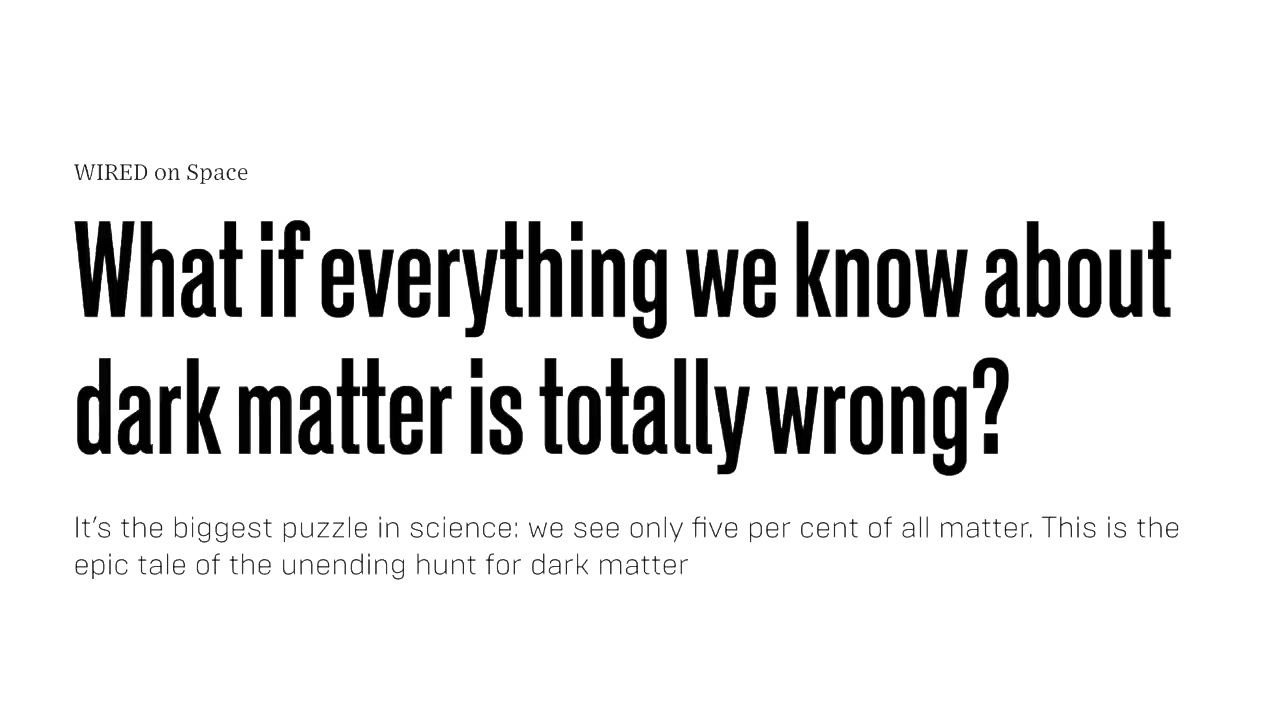 WIRED on Space
What if everything we know about
dark matter is totally wrong?
It’s the biggest puzzle in science: we see only five per cent of all matter. This is the
epic tale of the unending hunt for dark matter